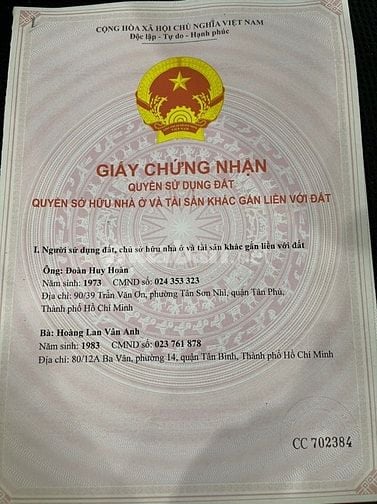 CỘNG HÒA XÃ HỘI CHỦ NGHĨA VIỆT NAM
Độc lập - Tự do - Hạnh phúc
GIẤY CHỨNG NHẬN
QUYỀN SỬ DỤNG ĐẤT
QUYỀN SỞ HỮU NHÀ Ở VÀ TÀI SẢN KHÁC GẮN LIỀN VỚI ĐẤT
I. Người sử dụng đất, chủ sở hữu nhà ở và tài sản khác gắn liền với đất
Ông: Đoàn Huy Hoàn
Năm sinh: 1973 CMND số: 024 353 323
Địa chỉ: 90/39 Trần Văn Ơn, phường Tân Sơn Nhì, quận Tân Phú,
Thành phố Hồ Chí Minh
Bà: Hoàng Lan Vân Anh
Năm sinh: 1983 CMND số: 023 761 878
Địa chỉ: 80/12A Ba Vân, phường 14, quận Tân Bình, Thành phố Hồ Chí Minh
CC 702384